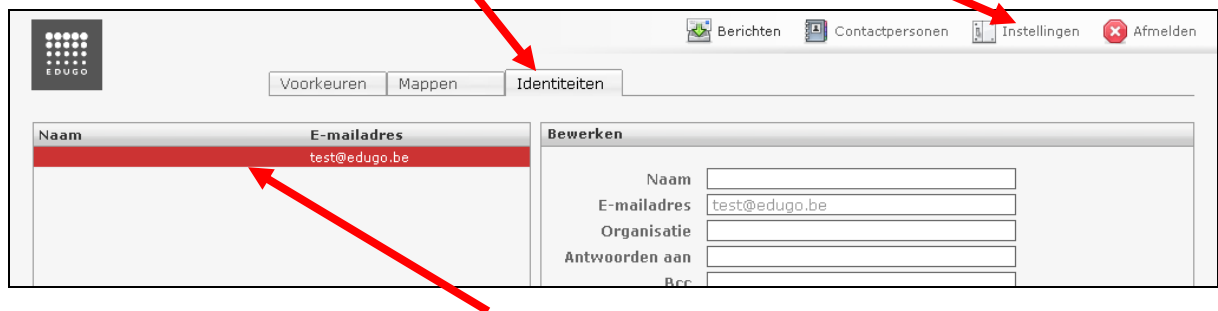 Berichten Contactpersonen Instellingen Afmelden
EDUGO
Voorkeuren Mappen Identiteiten
Naam E-mailadres
test@edugo.be
Bewerken
Naam
E-mailadres test@edugo.be
Organisatie
Antwoorden aan
Bcc